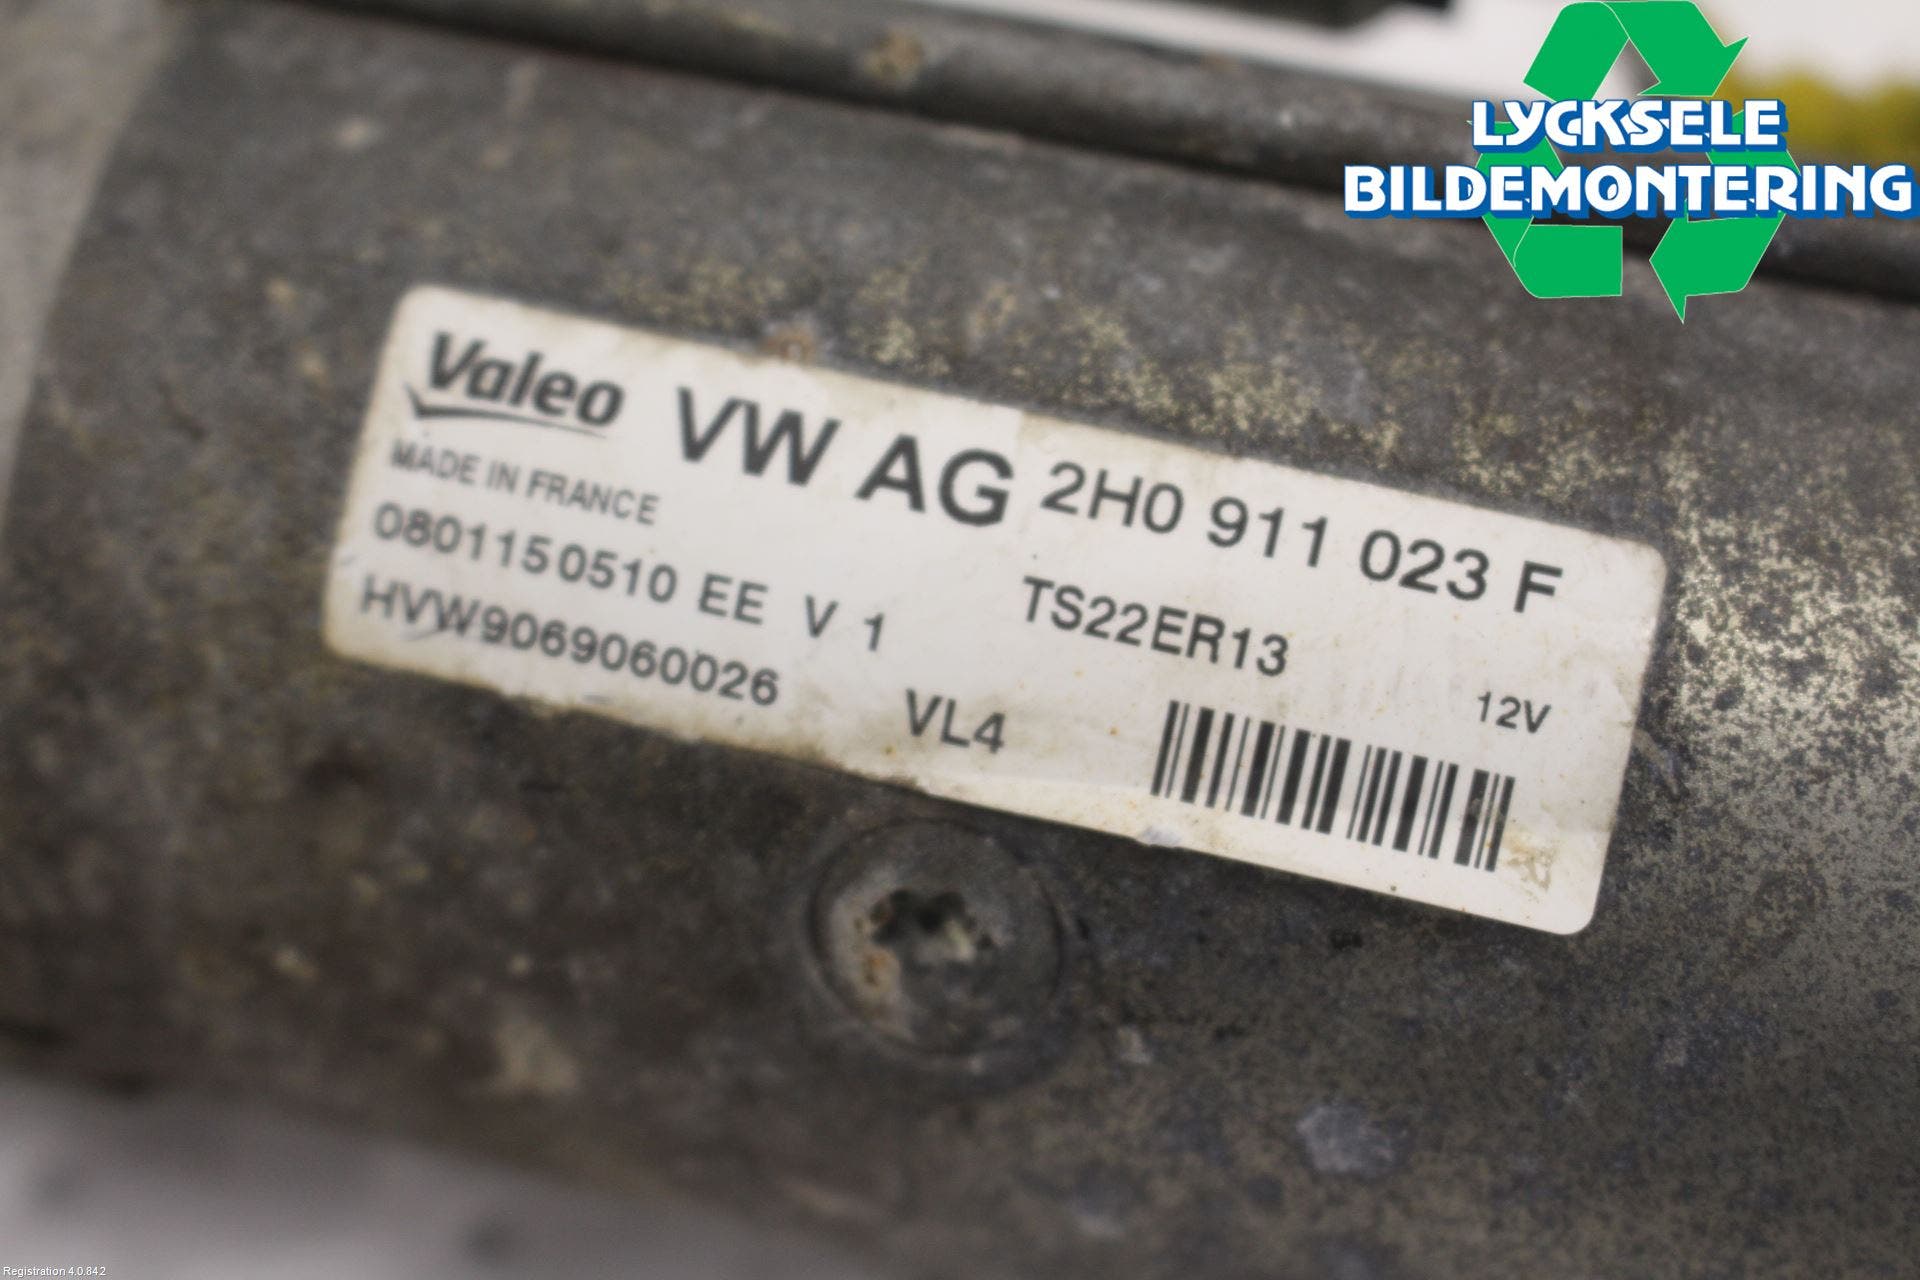 LYCKSELE
BILDEMONTERING
Valeo VW AG 2H0 911 023 F
MADE IN FRANCE
0801150510 EE V 1 TS22ER13
HVW9069060026 VL4 12V
Registration 4.0.842